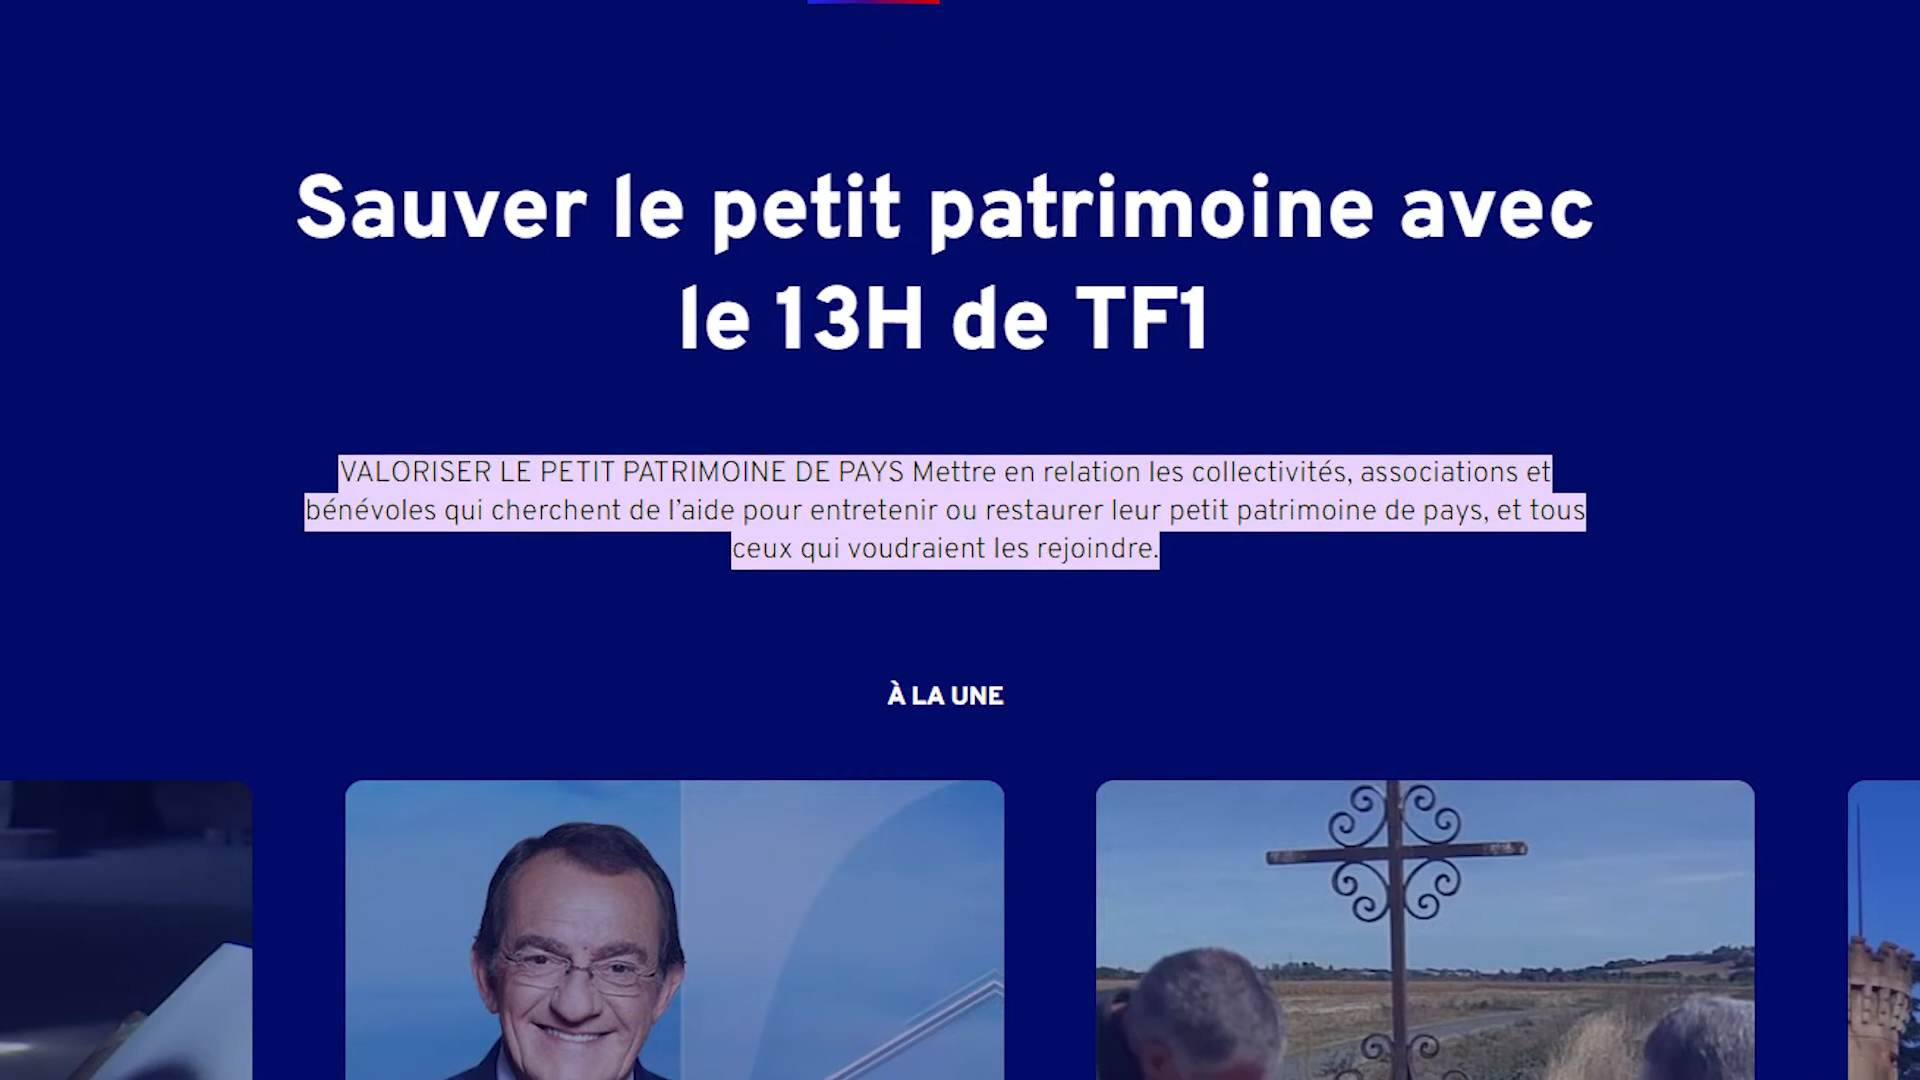 Sauver le petit patrimoine avec
le 13H de TF1
VALORISER LE PETIT PATRIMOINE DE PAYS Mettre en relation les collectivités, associations et
bénévoles qui cherchent de l’aide pour entretenir ou restaurer leur petit patrimoine de pays, et tous
ceux qui voudraient les rejoindre.
À LA UNE